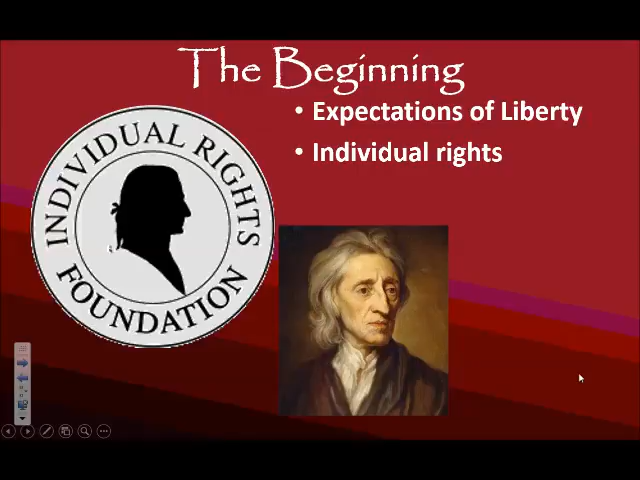 The Beginning
• Expectations of Liberty
• Individual rights
INDIVIDUAL RIGHTS
FOUNDATION